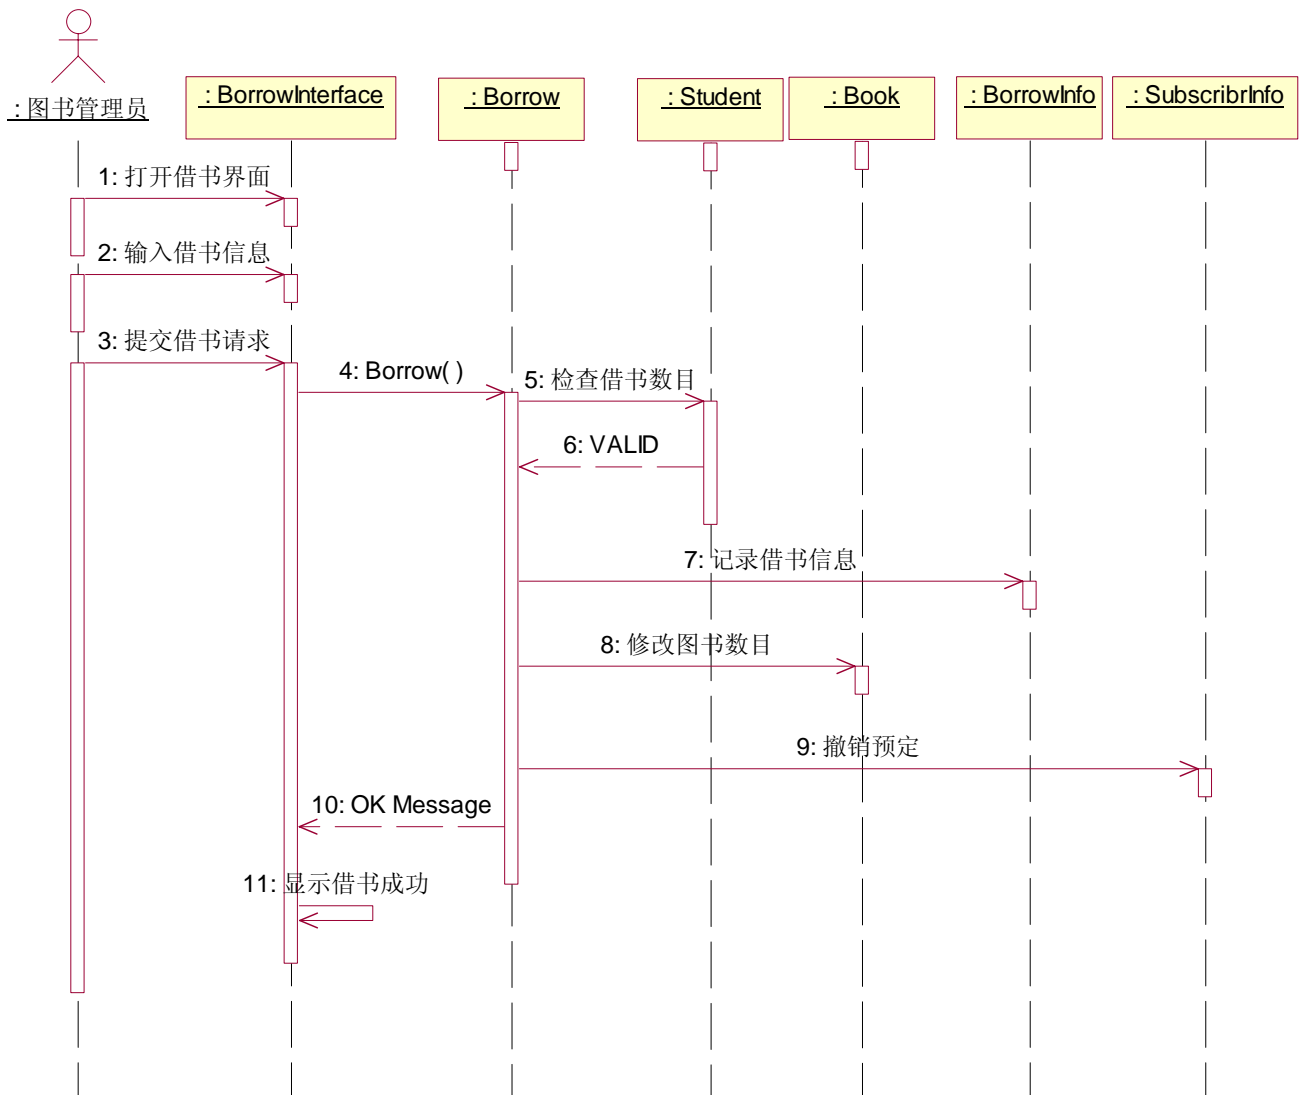 : 图书管理员
: BorrowInterface
: Borrow
: Student
: Book
: BorrowInfo
: SubscribrInfo
1: 打开借书界面
2: 输入借书信息
3: 提交借书请求
4: Borrow( )
5: 检查借书数目
6: VALID
7: 记录借书信息
8: 修改图书数目
9: 撤销预定
10: OK Message
11: 显示借书成功